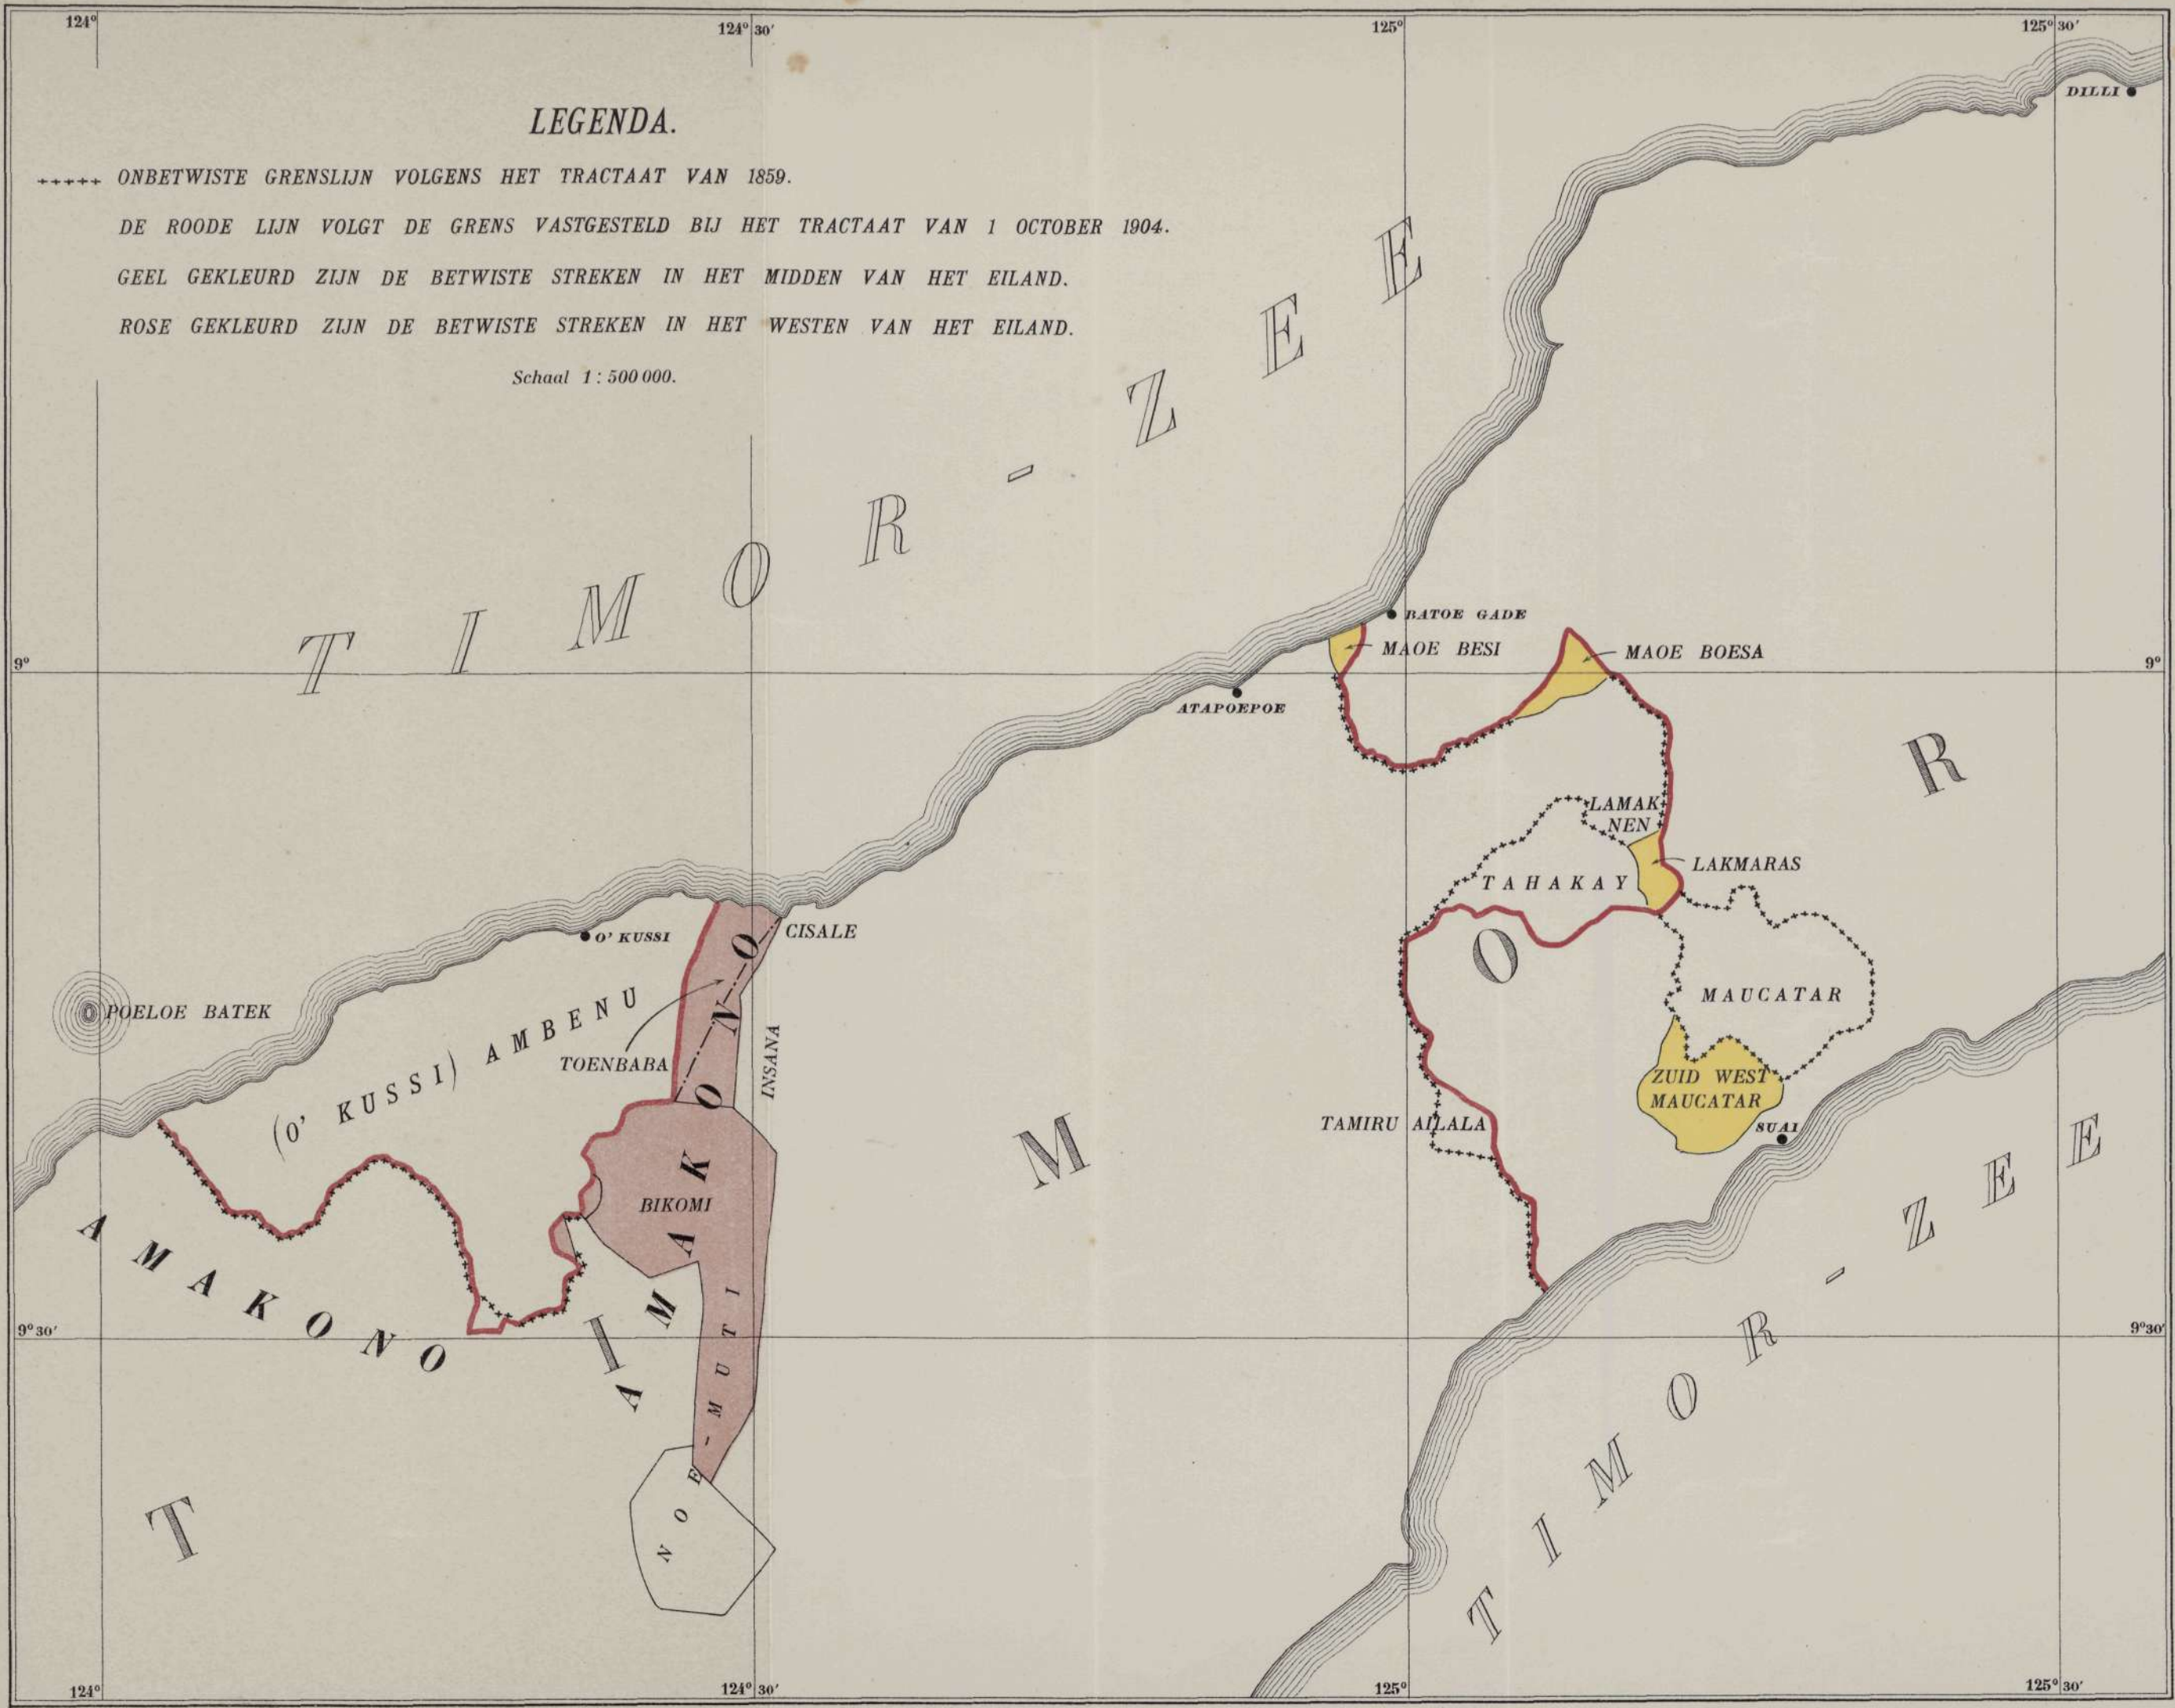 124°
124° 30'
125°
125° 30'
DILLI
LEGENDA.
+++++ ONBETWISTE GRENSLIJN VOLGENS HET TRACTAAT VAN 1859.
DE ROODE LIJN VOLGT DE GRENS VASTGESTELD BIJ HET TRACTAAT VAN 1 OCTOBER 1904.
GEEL GEKLEURD ZIJN DE BETWISTE STREKEN IN HET MIDDEN VAN HET EILAND.
ROSE GEKLEURD ZIJN DE BETWISTE STREKEN IN HET WESTEN VAN HET EILAND.
Schaal 1 : 500 000.
TIMOR - ZEE
BATOE GADE
MAOE BESI
MAOE BOESA
9°
9°
ATAPOEPOE
LAMAK
NEN
LAKMARAS
TAHAKAY
O' KUSSI
CISALE
POELOE BATEK
(O' KUSSI) AMBENU
TOENBABA
INSANA
MAUCATAR
ZUID WEST
MAUCATAR
SUAI
TAMIRU AILALA
BIKOMI
AMAKONO
AMAKONO
NOE - MUTI
TIMOR
TIMOR - ZEE
9° 30'
9° 30'
124°
124° 30'
125°
125° 30'